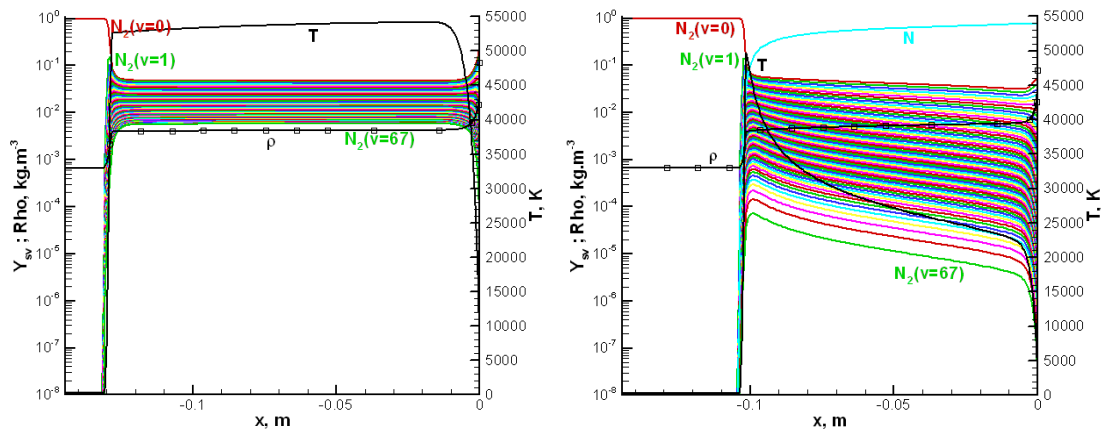 10⁰
10⁻¹
10⁻²
10⁻³
10⁻⁴
10⁻⁵
10⁻⁶
10⁻⁷
10⁻⁸
Y_sv ; Rho, kg.m⁻³
N₂(v=0)
N₂(v=1)
T
N₂(v=67)
ρ
55000
50000
45000
40000
35000
30000
25000
20000
15000
10000
5000
0
T, K
-0.1
-0.05
0
x, m
10⁰
10⁻¹
10⁻²
10⁻³
10⁻⁴
10⁻⁵
10⁻⁶
10⁻⁷
10⁻⁸
Y_sv ; Rho, kg.m⁻³
N₂(v=0)
N
N₂(v=1)
T
ρ
N₂(v=67)
55000
50000
45000
40000
35000
30000
25000
20000
15000
10000
5000
0
T, K
-0.1
-0.05
0
x, m